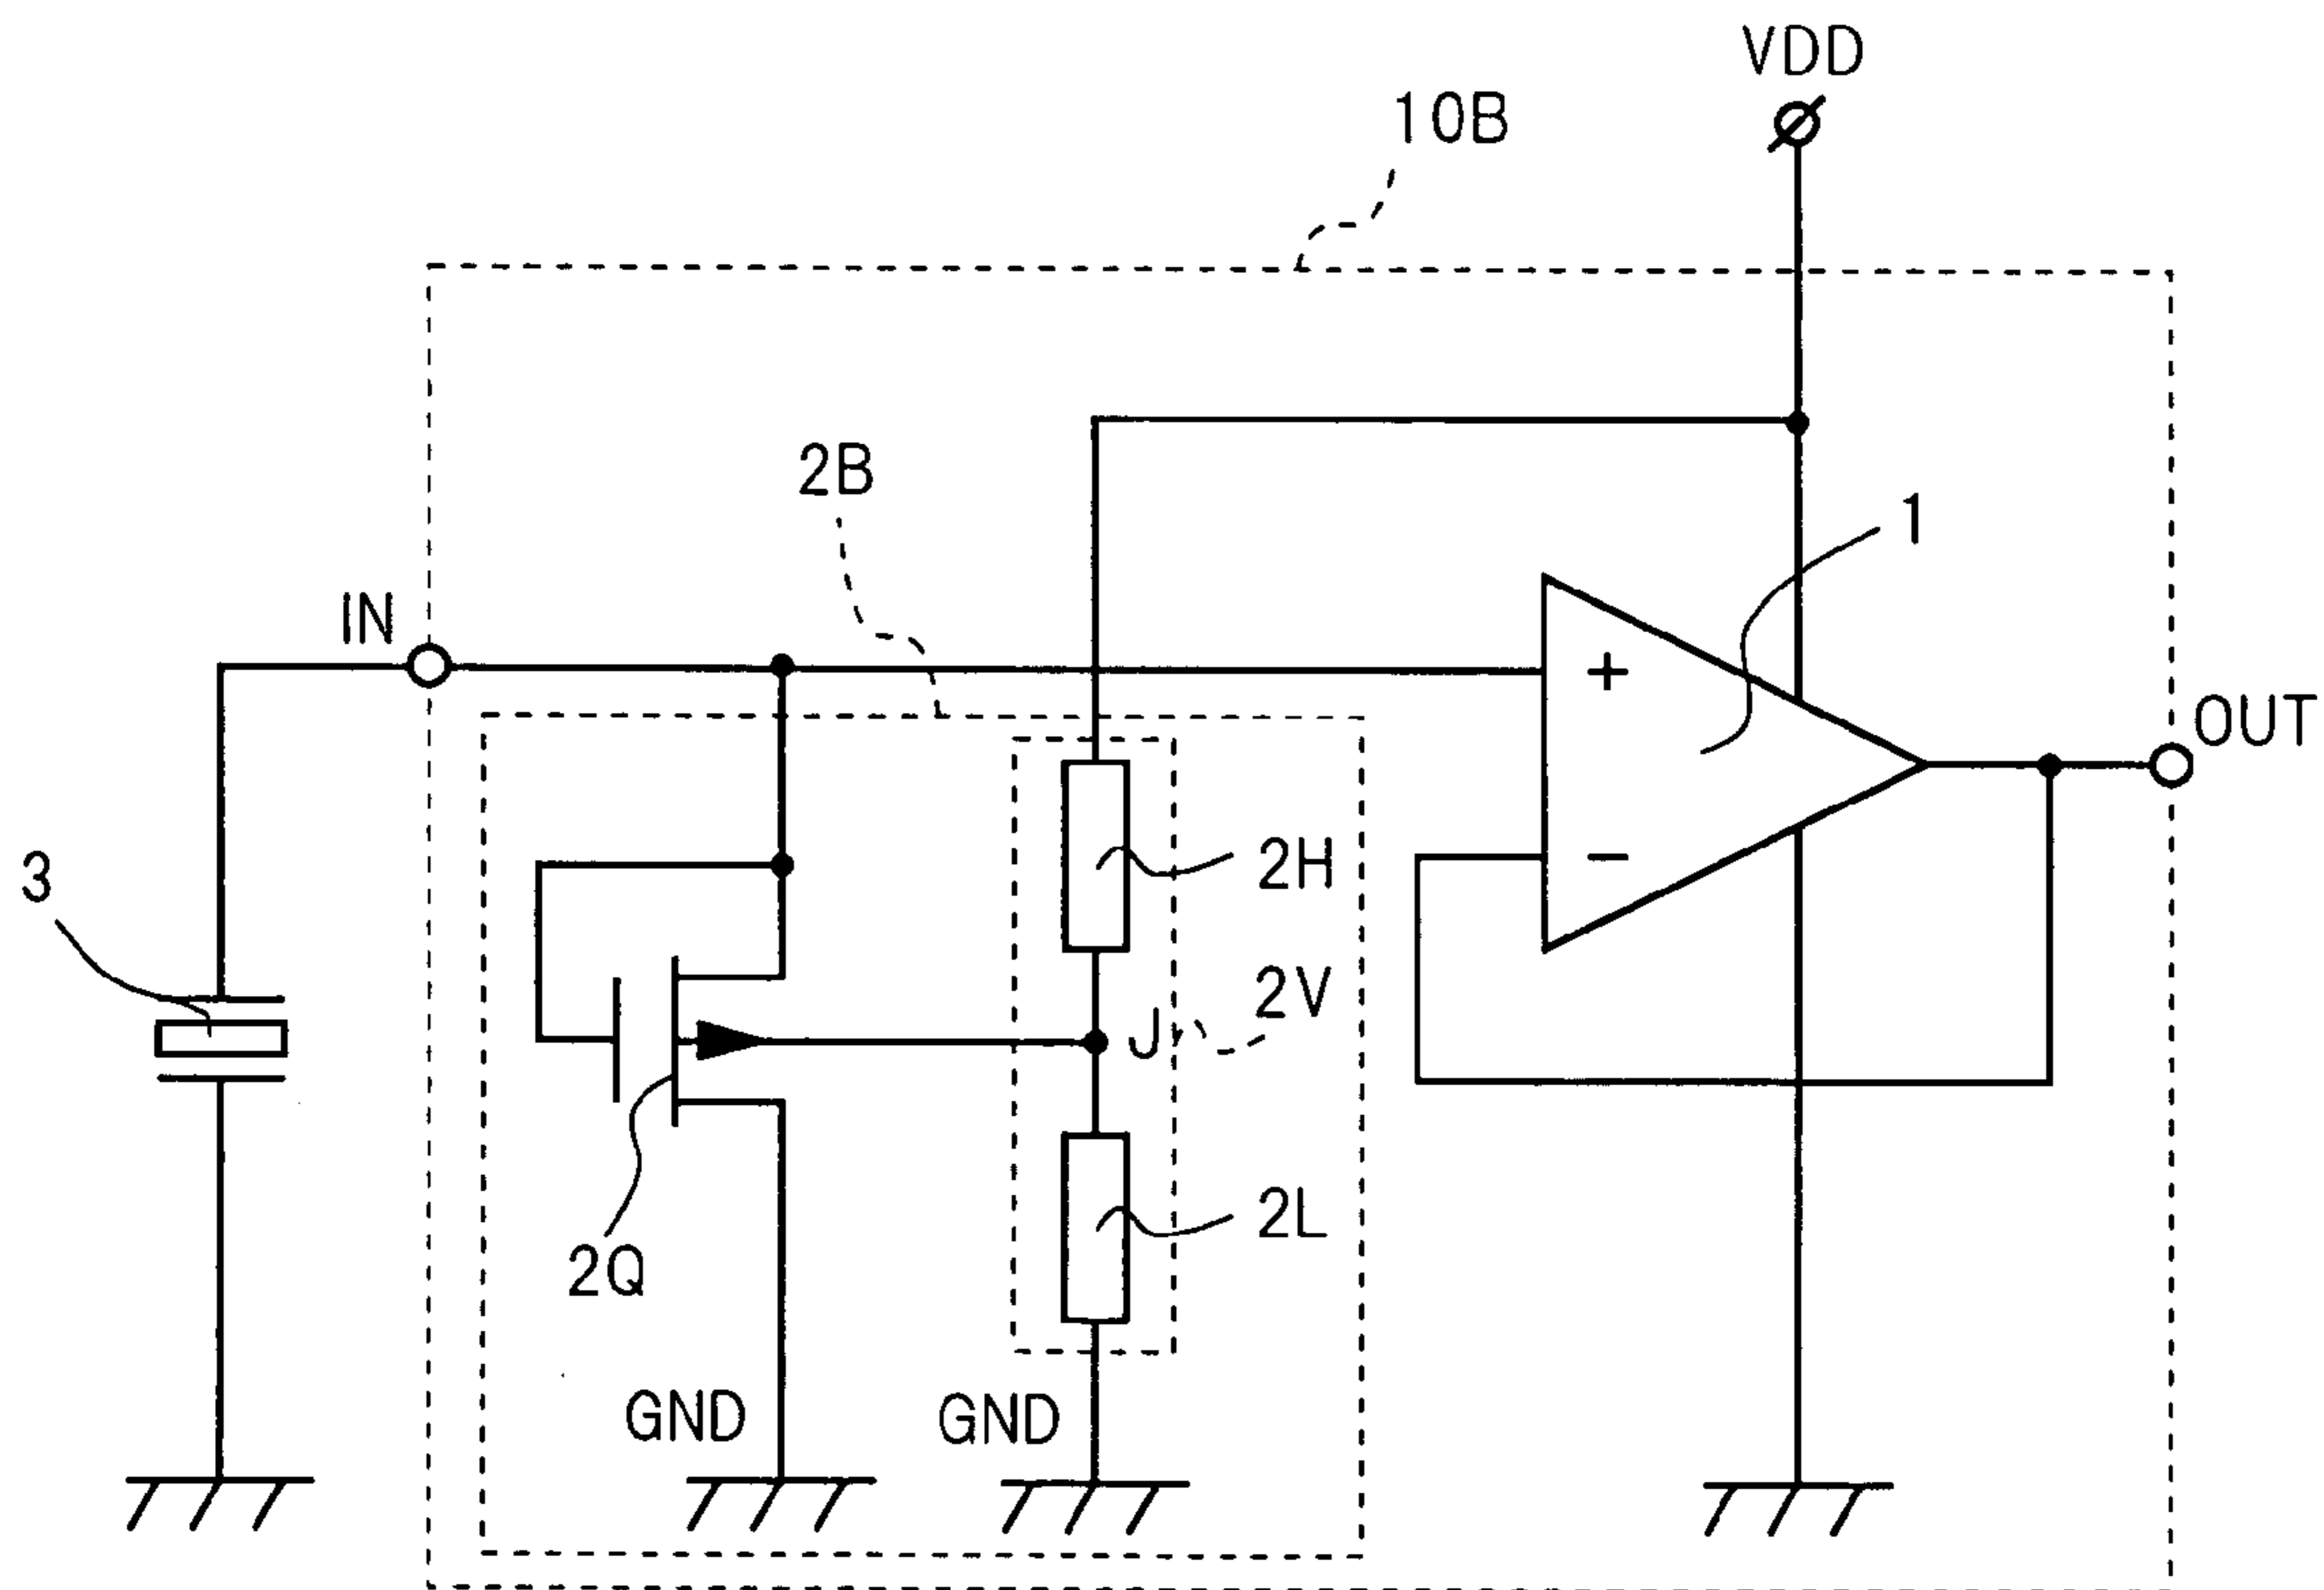 VDD
10B
2B
1
IN
+
OUT
3
2H
−
2V
J
2L
2Q
GND
GND